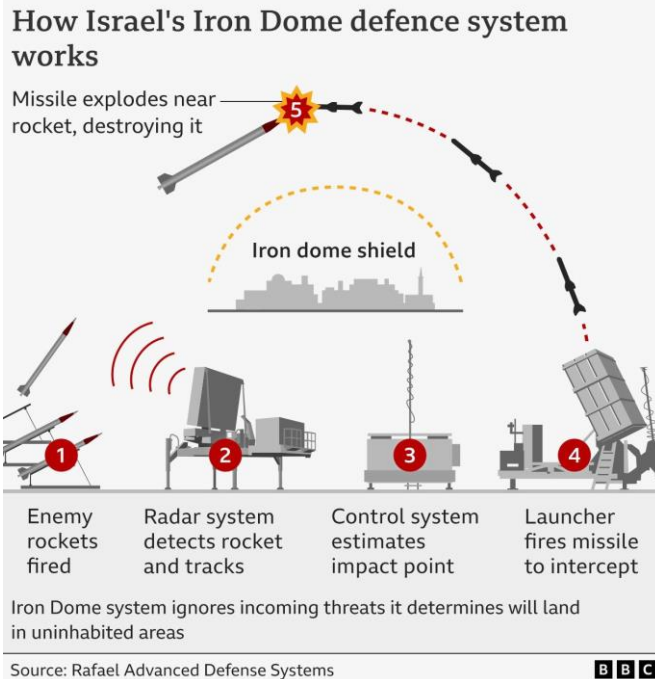 How Israel's Iron Dome defence system
works
Missile explodes near
rocket, destroying it
5
Iron dome shield
1
2
3
4
Enemy
rockets
fired
Radar system
detects rocket
and tracks
Control system
estimates
impact point
Launcher
fires missile
to intercept
Iron Dome system ignores incoming threats it determines will land
in uninhabited areas
Source: Rafael Advanced Defense Systems
BBC